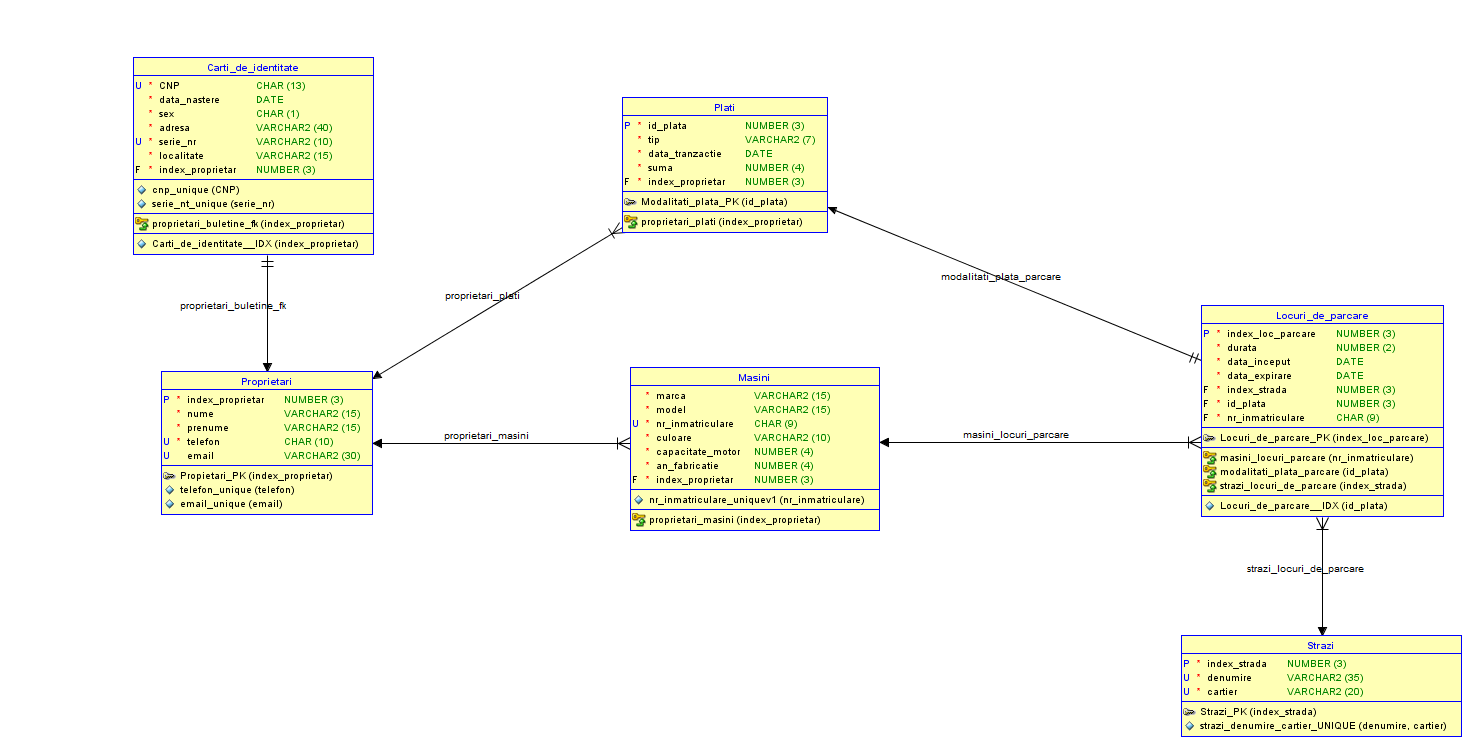 Carti_de_identitate
U * CNP CHAR (13)
* data_nastere DATE
* sex CHAR (1)
* adresa VARCHAR2 (40)
U * serie_nr VARCHAR2 (10)
* localitate VARCHAR2 (15)
F * index_proprietar NUMBER (3)
cnp_unique (CNP)
serie_nt_unique (serie_nr)
proprietari_buletine_fk (index_proprietar)
Carti_de_identitate__IDX (index_proprietar)
Plati
P * id_plata NUMBER (3)
* tip VARCHAR2 (7)
* data_tranzactie DATE
* suma NUMBER (4)
F * index_proprietar NUMBER (3)
Modalitati_plata_PK (id_plata)
proprietari_plati (index_proprietar)
modalitati_plata_parcare
proprietari_plati
proprietari_buletine_fk
Locuri_de_parcare
P * index_loc_parcare NUMBER (3)
* durata NUMBER (2)
* data_inceput DATE
* data_expirare DATE
F * index_strada NUMBER (3)
F * id_plata NUMBER (3)
F * nr_inmatriculare CHAR (9)
Locuri_de_parcare_PK (index_loc_parcare)
masini_locuri_parcare (nr_inmatriculare)
modalitati_plata_parcare (id_plata)
strazi_locuri_de_parcare (index_strada)
Locuri_de_parcare__IDX (id_plata)
Proprietari
P * index_proprietar NUMBER (3)
* nume VARCHAR2 (15)
* prenume VARCHAR2 (15)
U * telefon CHAR (10)
U email VARCHAR2 (30)
Propietari_PK (index_proprietar)
telefon_unique (telefon)
email_unique (email)
proprietari_masini
Masini
* marca VARCHAR2 (15)
* model VARCHAR2 (15)
U * nr_inmatriculare CHAR (9)
* culoare VARCHAR2 (10)
* capacitate_motor NUMBER (4)
* an_fabricatie NUMBER (4)
F * index_proprietar NUMBER (3)
nr_inmatriculare_uniquev1 (nr_inmatriculare)
proprietari_masini (index_proprietar)
masini_locuri_parcare
strazi_locuri_de_parcare
Strazi
P * index_strada NUMBER (3)
U * denumire VARCHAR2 (35)
U * cartier VARCHAR2 (20)
Strazi_PK (index_strada)
strazi_denumire_cartier_UNIQUE (denumire, cartier)